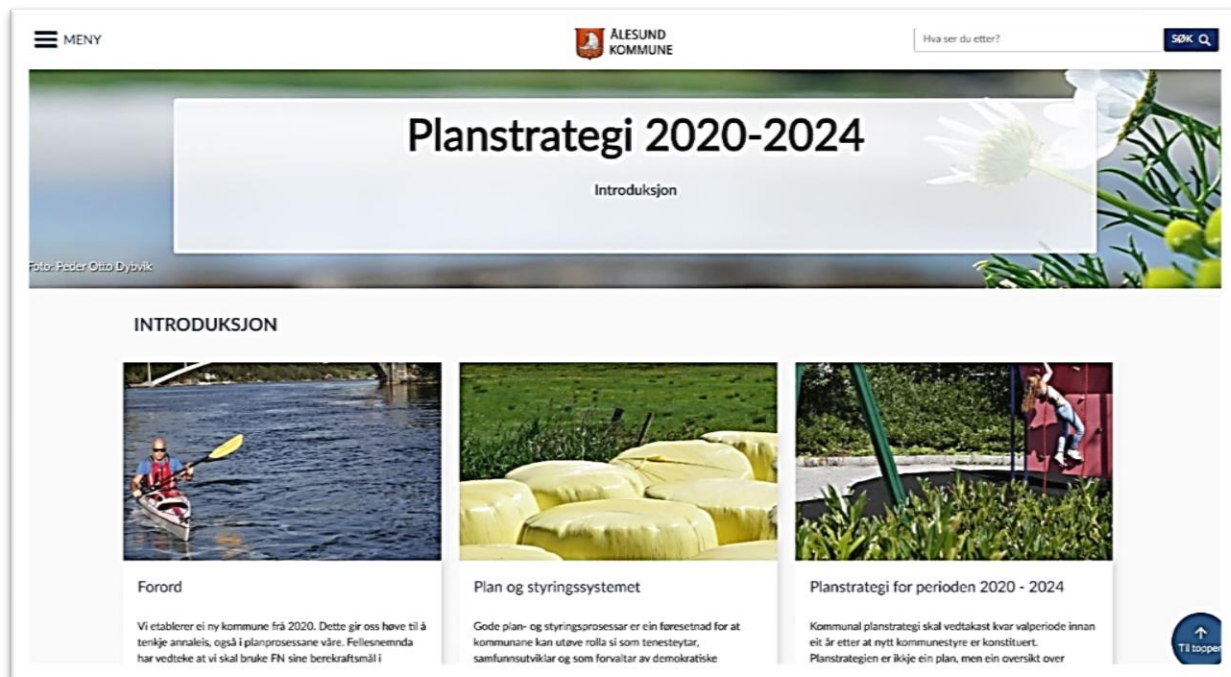 MENY
ÅLESUND
KOMMUNE
Hva ser du etter?
SØK
Planstrategi 2020-2024
Introduksjon
Foto: Peder Otto Dybvik
INTRODUKSJON
Forord
Vi etablerer ei ny kommune frå 2020. Dette gir oss høve til å
tenkje annaleis, også i planprosessane våre. Fellesnemnda
har vedteke at vi skal bruke FN sine berekraftsmål i
Plan og styringssystemet
Gode plan- og styringsprosessar er ein føresetnad for at
kommunane kan utøve rolla si som tenesteytar,
samfunnsutviklar og som forvaltar av demokratiske
Planstrategi for perioden 2020 - 2024
Kommunal planstrategi skal vedtakast kvar valperiode innan
eit år etter at nytt kommunestyre er konstituert.
Planstrategien er ikkje ein plan, men ein oversikt over
Til toppen